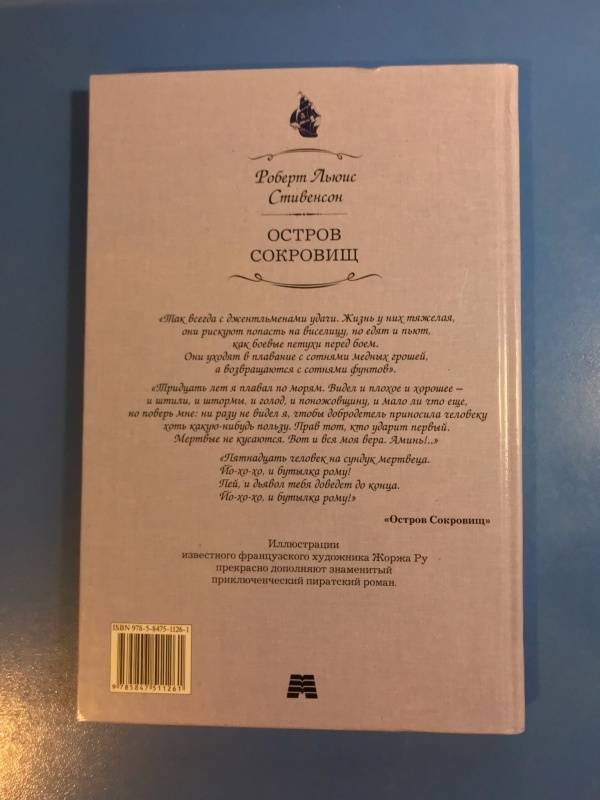 Роберт Льюис
Стивенсон
ОСТРОВ
СОКРОВИЩ
«Так всегда с джентльменами удачи. Жизнь у них тяжелая,
они рискуют попасть на виселицу, но едят и пьют,
как боевые петухи перед боем.
Они уходят в плавание с сотнями медных грошей,
а возвращаются с сотнями фунтов».
«Тридцать лет я плавал по морям. Видел и плохое и хорошее –
и штили, и штормы, и голод, и поножовщину, и мало ли что еще,
но поверь мне: ни разу не видел я, чтобы добродетель приносила человеку
хоть какую-нибудь пользу. Прав тот, кто ударит первый.
Мертвые не кусаются. Вот и вся моя вера. Аминь!..»
«Пятнадцать человек на сундук мертвеца.
Йо-хо-хо, и бутылка рому!
Пей, и дьявол тебя доведет до конца.
Йо-хо-хо, и бутылка рому!»
«Остров Сокровищ»
Иллюстрации
известного французского художника Жоржа Ру
прекрасно дополняют знаменитый
приключенческий пиратский роман.
ISBN 978-5-8475-1126-1
9 785847 511261